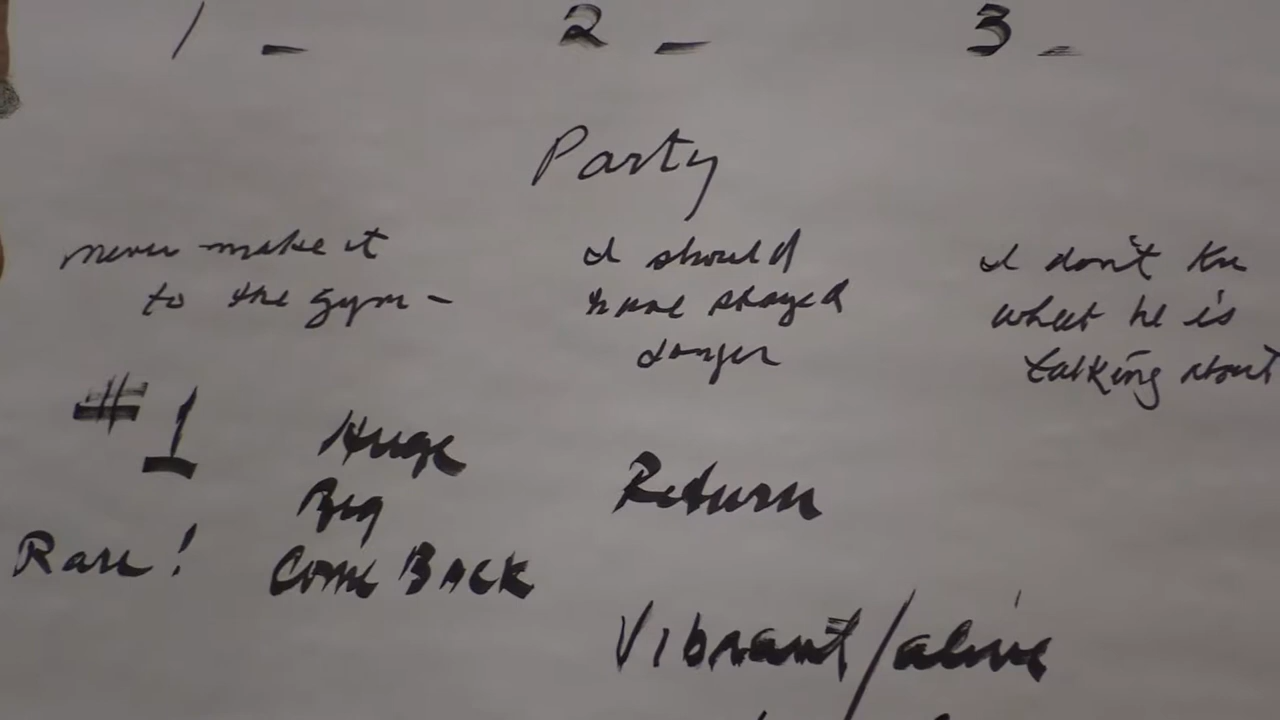 1 - 2 - 3 -
Party
never make it
to the gym -
I should
have stayed
longer
I don't kn
what he is
talking about
#1
Rare!
Huge
Big
Come BACK
Return
Vibrant/alive